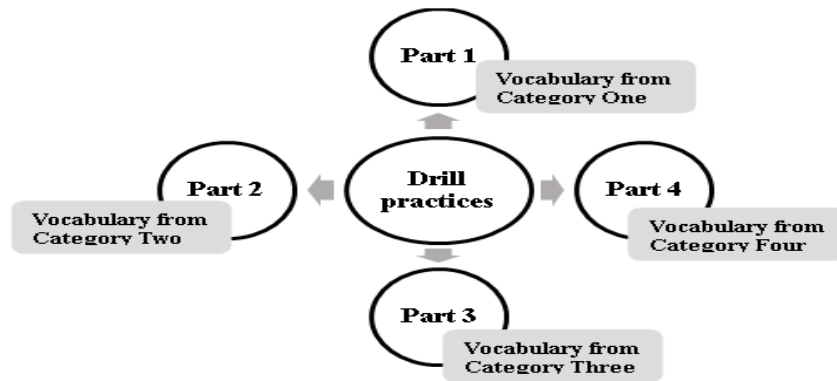 Part 1
Vocabulary from
Category One
Part 2
Vocabulary from
Category Two
Drill
practices
Part 4
Vocabulary from
Category Four
Part 3
Vocabulary from
Category Three